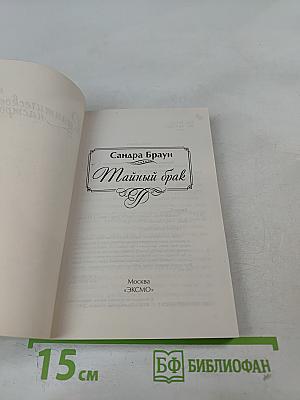 Сандра Браун
Тайный брак
Москва
«ЭКСМО»
15 см
БФ БИБЛИОФАН